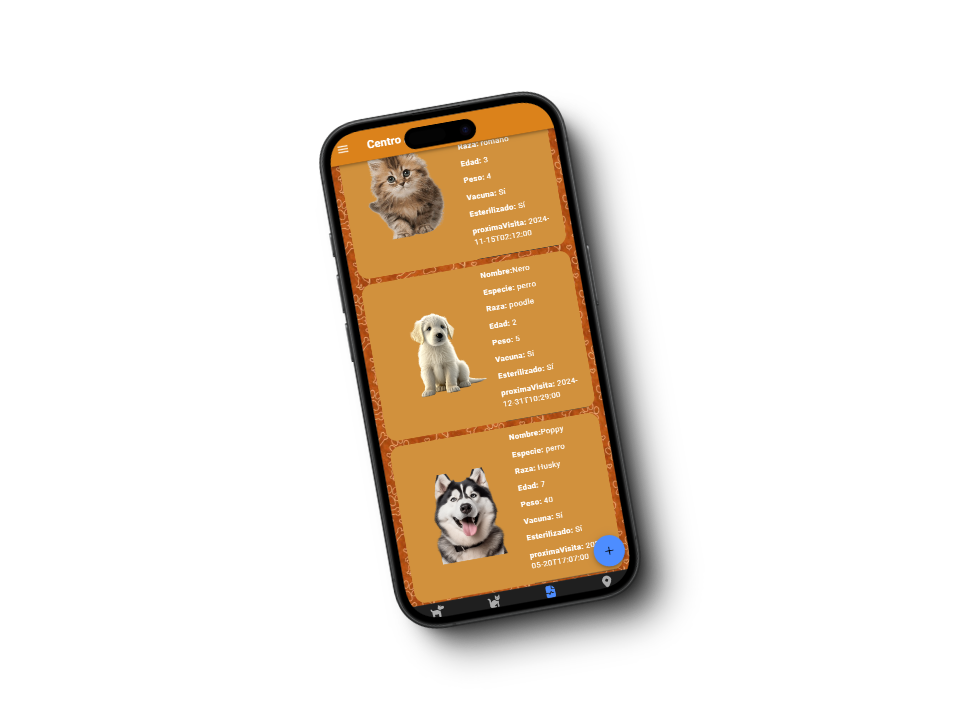 Centro
Raza: romano
Edad: 3
Peso: 4
Vacuna: Sí
Esterilizado: Sí
proximaVisita: 2024-
11-15T02:12:00
Nombre:Nero
Especie: perro
Raza: poodle
Edad: 2
Peso: 5
Vacuna: Sí
Esterilizado: Sí
proximaVisita: 2024-
12-31T10:29:00
Nombre:Poppy
Especie: perro
Raza: Husky
Edad: 7
Peso: 40
Vacuna: Sí
Esterilizado: Sí
proximaVisita:
05-20T17:07:00